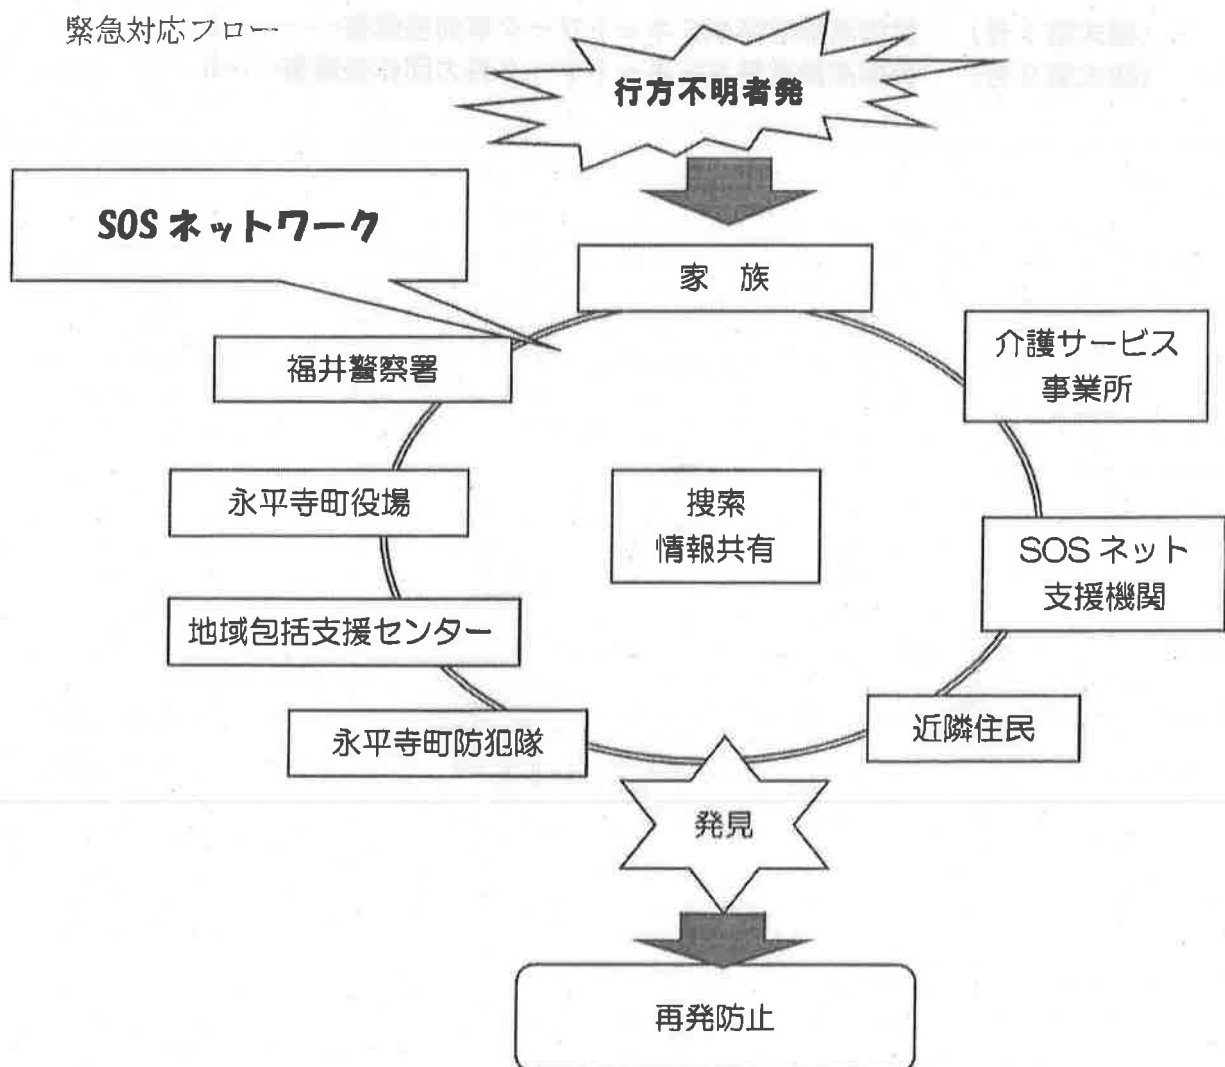 緊急対応フロー
行方不明者発
SOS ネットワーク
家　族
福井警察署
介護サービス
事業所
永平寺町役場
捜索
情報共有
SOS ネット
支援機関
地域包括支援センター
永平寺町防犯隊
近隣住民
発見
再発防止